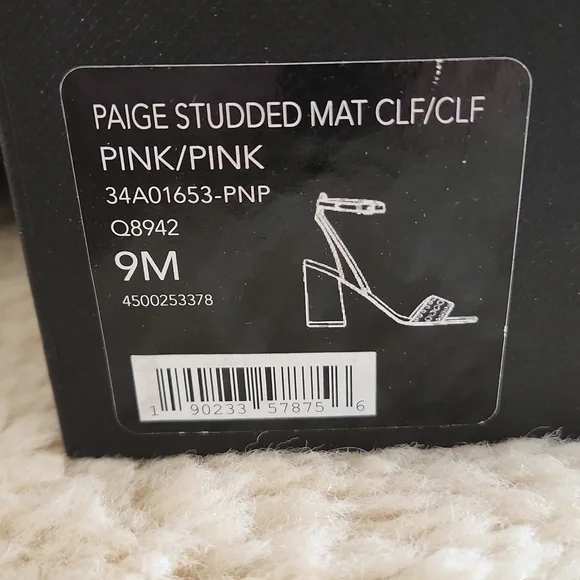 PAIGE STUDDED MAT CLF/CLF
PINK/PINK
34A01653-PNP
Q8942
9M
4500253378
1 90233 57875 6